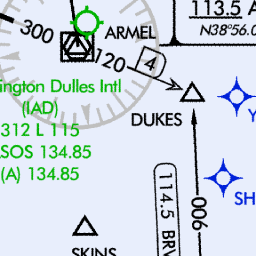 113.5 A
N38°56.0
300
ARMEL
120
4
ington Dulles Intl
(IAD)
312 L 115
SOS 134.85
(A) 134.85
DUKES
Y
SH
006
114.5 BRV
SKINS